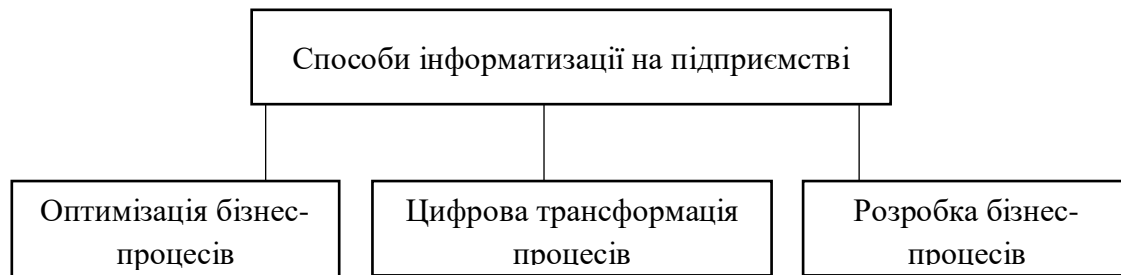 Способи інформатизації на підприємстві
Оптимізація бізнес-
процесів
Цифрова трансформація
процесів
Розробка бізнес-
процесів